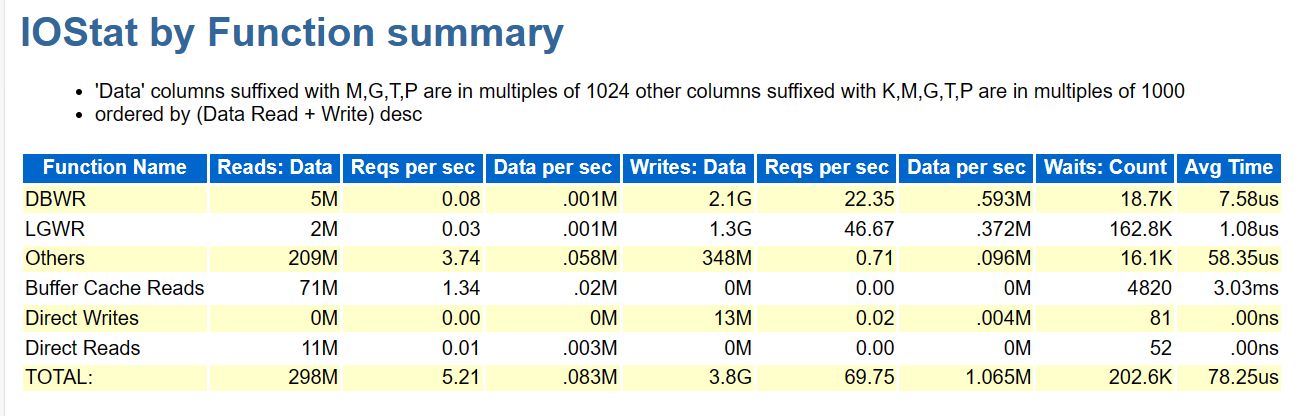 IOStat by Function summary
'Data' columns suffixed with M,G,T,P are in multiples of 1024 other columns suffixed with K,M,G,T,P are in multiples of 1000
ordered by (Data Read + Write) desc
Function Name Reads: Data Reqs per sec Data per sec Writes: Data Reqs per sec Data per sec Waits: Count Avg Time
DBWR 5M 0.08 .001M 2.1G 22.35 .593M 18.7K 7.58us
LGWR 2M 0.03 .001M 1.3G 46.67 .372M 162.8K 1.08us
Others 209M 3.74 .058M 348M 0.71 .096M 16.1K 58.35us
Buffer Cache Reads 71M 1.34 .02M 0M 0.00 0M 4820 3.03ms
Direct Writes 0M 0.00 0M 13M 0.02 .004M 81 .00ns
Direct Reads 11M 0.01 .003M 0M 0.00 0M 52 .00ns
TOTAL: 298M 5.21 .083M 3.8G 69.75 1.065M 202.6K 78.25us